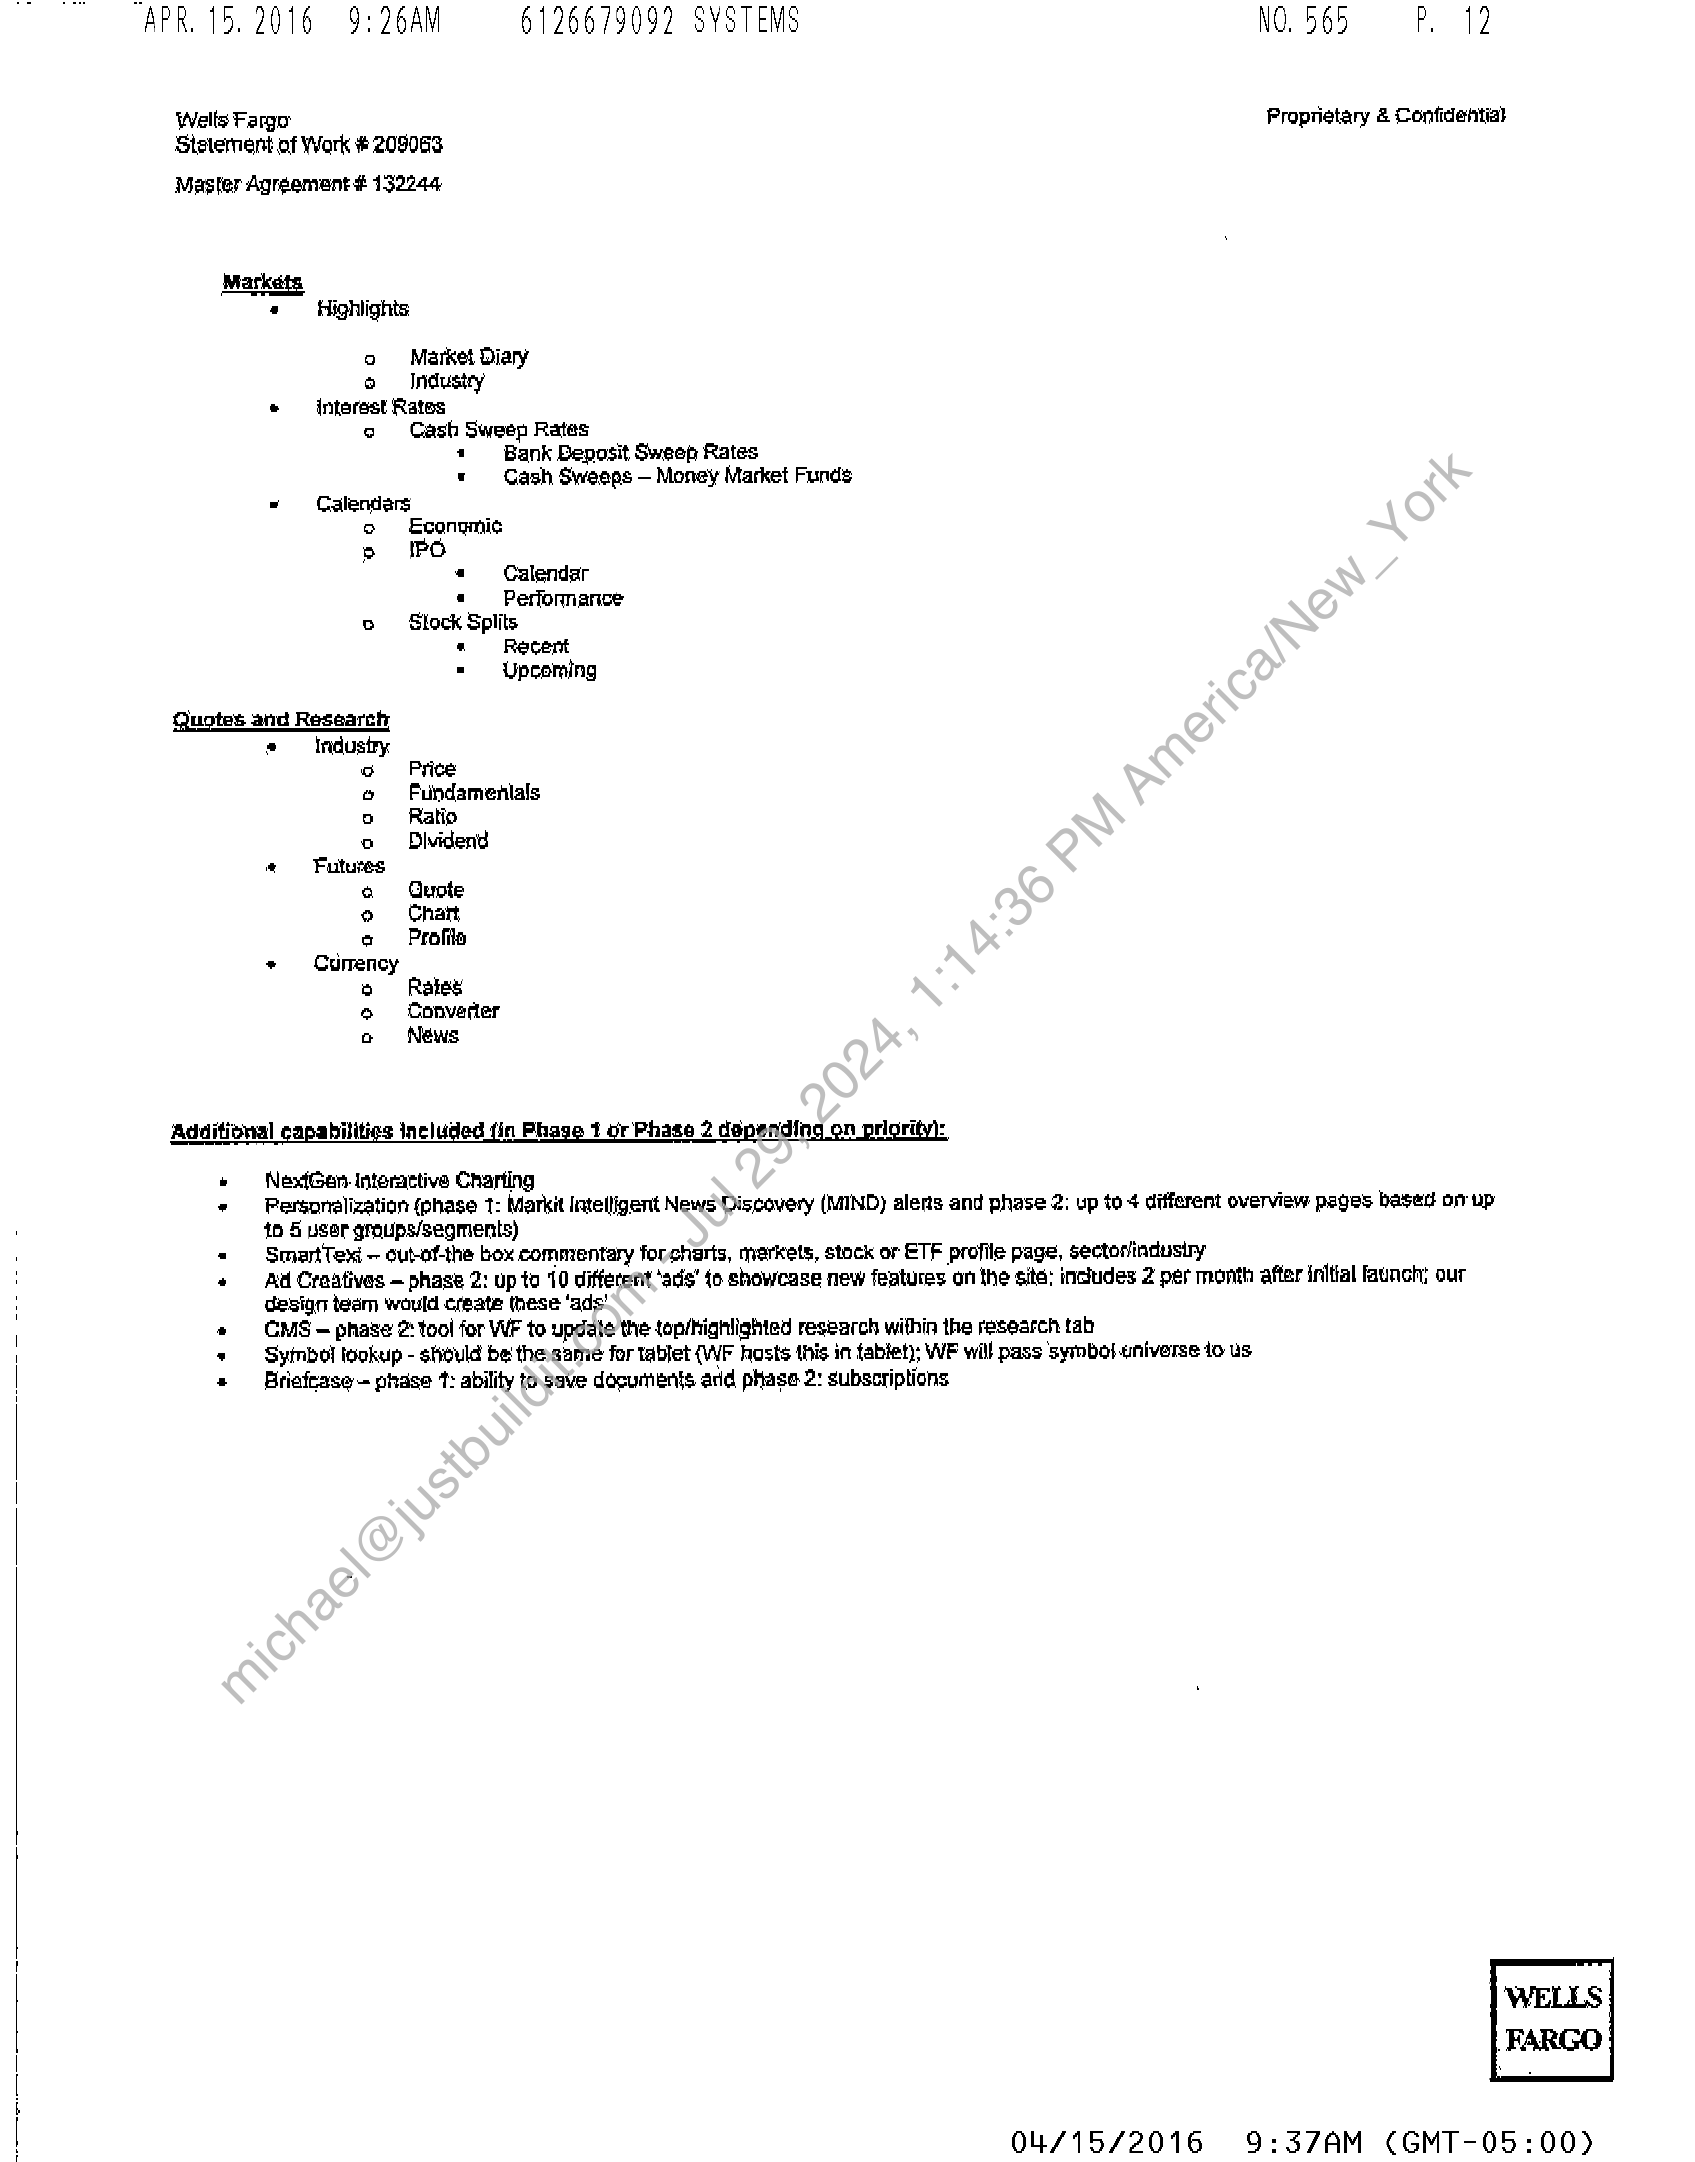 APR. 15. 2016 9:26AM 6126679092 SYSTEMS NO. 565 P. 12
Wells Fargo Proprietary & Confidential
Statement of Work # 209063
Master Agreement # 132244
Markets
• Highlights
o Market Diary
o Industry
• Interest Rates
o Cash Sweep Rates
▪ Bank Deposit Sweep Rates
▪ Cash Sweeps – Money Market Funds
• Calendars
o Economic
o IPO
▪ Calendar
▪ Performance
o Stock Splits
▪ Recent
▪ Upcoming
Quotes and Research
• Industry
o Price
o Fundamentals
o Ratio
o Dividend
• Futures
o Quote
o Chart
o Profile
• Currency
o Rates
o Converter
o News
Additional capabilities included (in Phase 1 or Phase 2 depending on priority):
• NextGen Interactive Charting
• Personalization (phase 1: Markit Intelligent News Discovery (MIND) alerts and phase 2: up to 4 different overview pages based on up
to 5 user groups/segments)
• SmartText – out-of-the box commentary for charts, markets, stock or ETF profile page, sector/industry
• Ad Creatives – phase 2: up to 10 different 'ads' to showcase new features on the site; includes 2 per month after initial launch; our
design team would create these 'ads'
• CMS – phase 2: tool for WF to update the top/highlighted research within the research tab
• Symbol lookup - should be the same for tablet (WF hosts this in tablet); WF will pass symbol universe to us
• Briefcase – phase 1: ability to save documents and phase 2: subscriptions
michael@justbuildit.com - Jul 29, 2024, 1:14:36 PM America/New_York
WELLS
FARGO
04/15/2016 9:37AM (GMT-05:00)